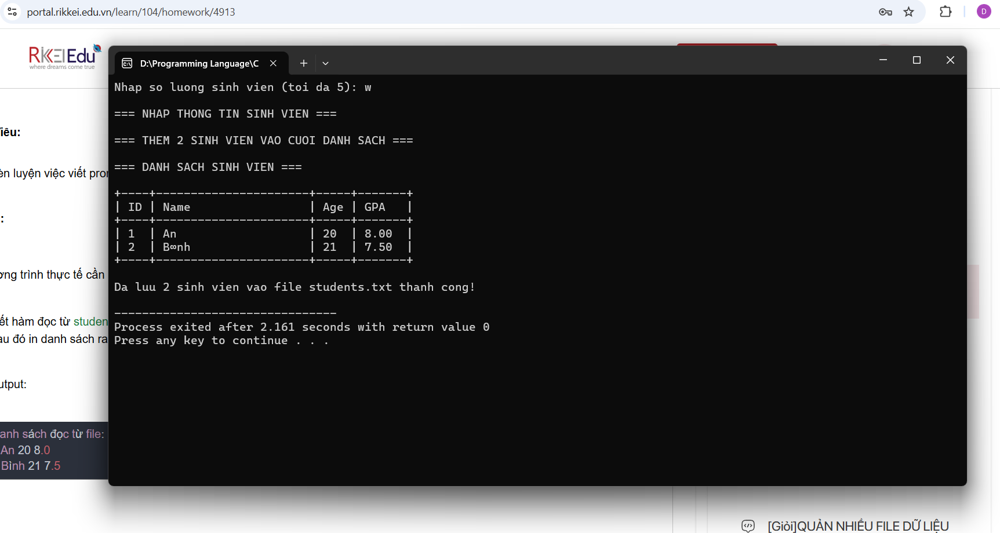 portal.rikkei.edu.vn/learn/104/homework/4913
D
RIKKEI Edu
where dreams come true
D:\Programming Language\C
Nhap so luong sinh vien (toi da 5): w
=== NHAP THONG TIN SINH VIEN ===
iêu:
=== THEM 2 SINH VIEN VAO CUOI DANH SACH ===
=== DANH SACH SINH VIEN ===
èn luyện việc viết pror
+----+----------------------+-----+-------+
| ID | Name                 | Age | GPA   |
+----+----------------------+-----+-------+
:
| 1  | An                   | 20  | 8.00  |
| 2  | B∞nh                 | 21  | 7.50  |
+----+----------------------+-----+-------+
ơng trình thực tế cần
Da luu 2 sinh vien vao file students.txt thanh cong!
--------------------------------
ết hàm đọc từ studen
Process exited after 2.161 seconds with return value 0
au đó in danh sách ra
Press any key to continue . . .
utput:
anh sách đọc từ file:
An 20 8.0
Bình 21 7.5
[Giỏi]QUẢN NHIỀU FILE DỮ LIỆU